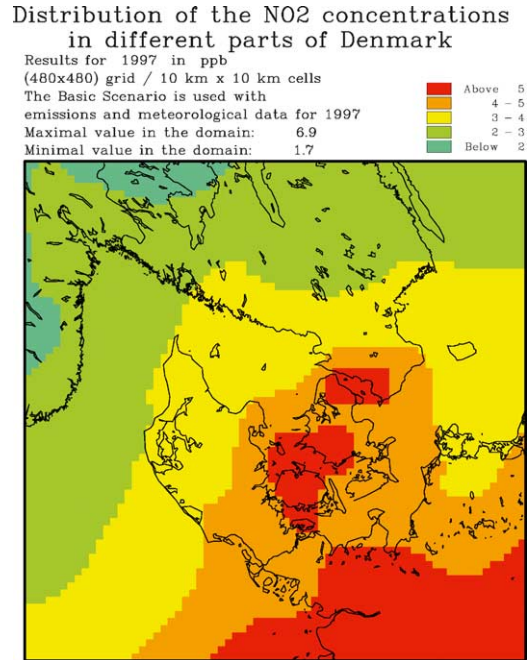 Distribution of the NO2 concentrations
in different parts of Denmark
Results for 1997 in ppb
(480x480) grid / 10 km x 10 km cells
The Basic Scenario is used with
emissions and meteorological data for 1997
Maximal value in the domain: 6.9
Minimal value in the domain: 1.7
Above 5
4 - 5
3 - 4
2 - 3
Below 2